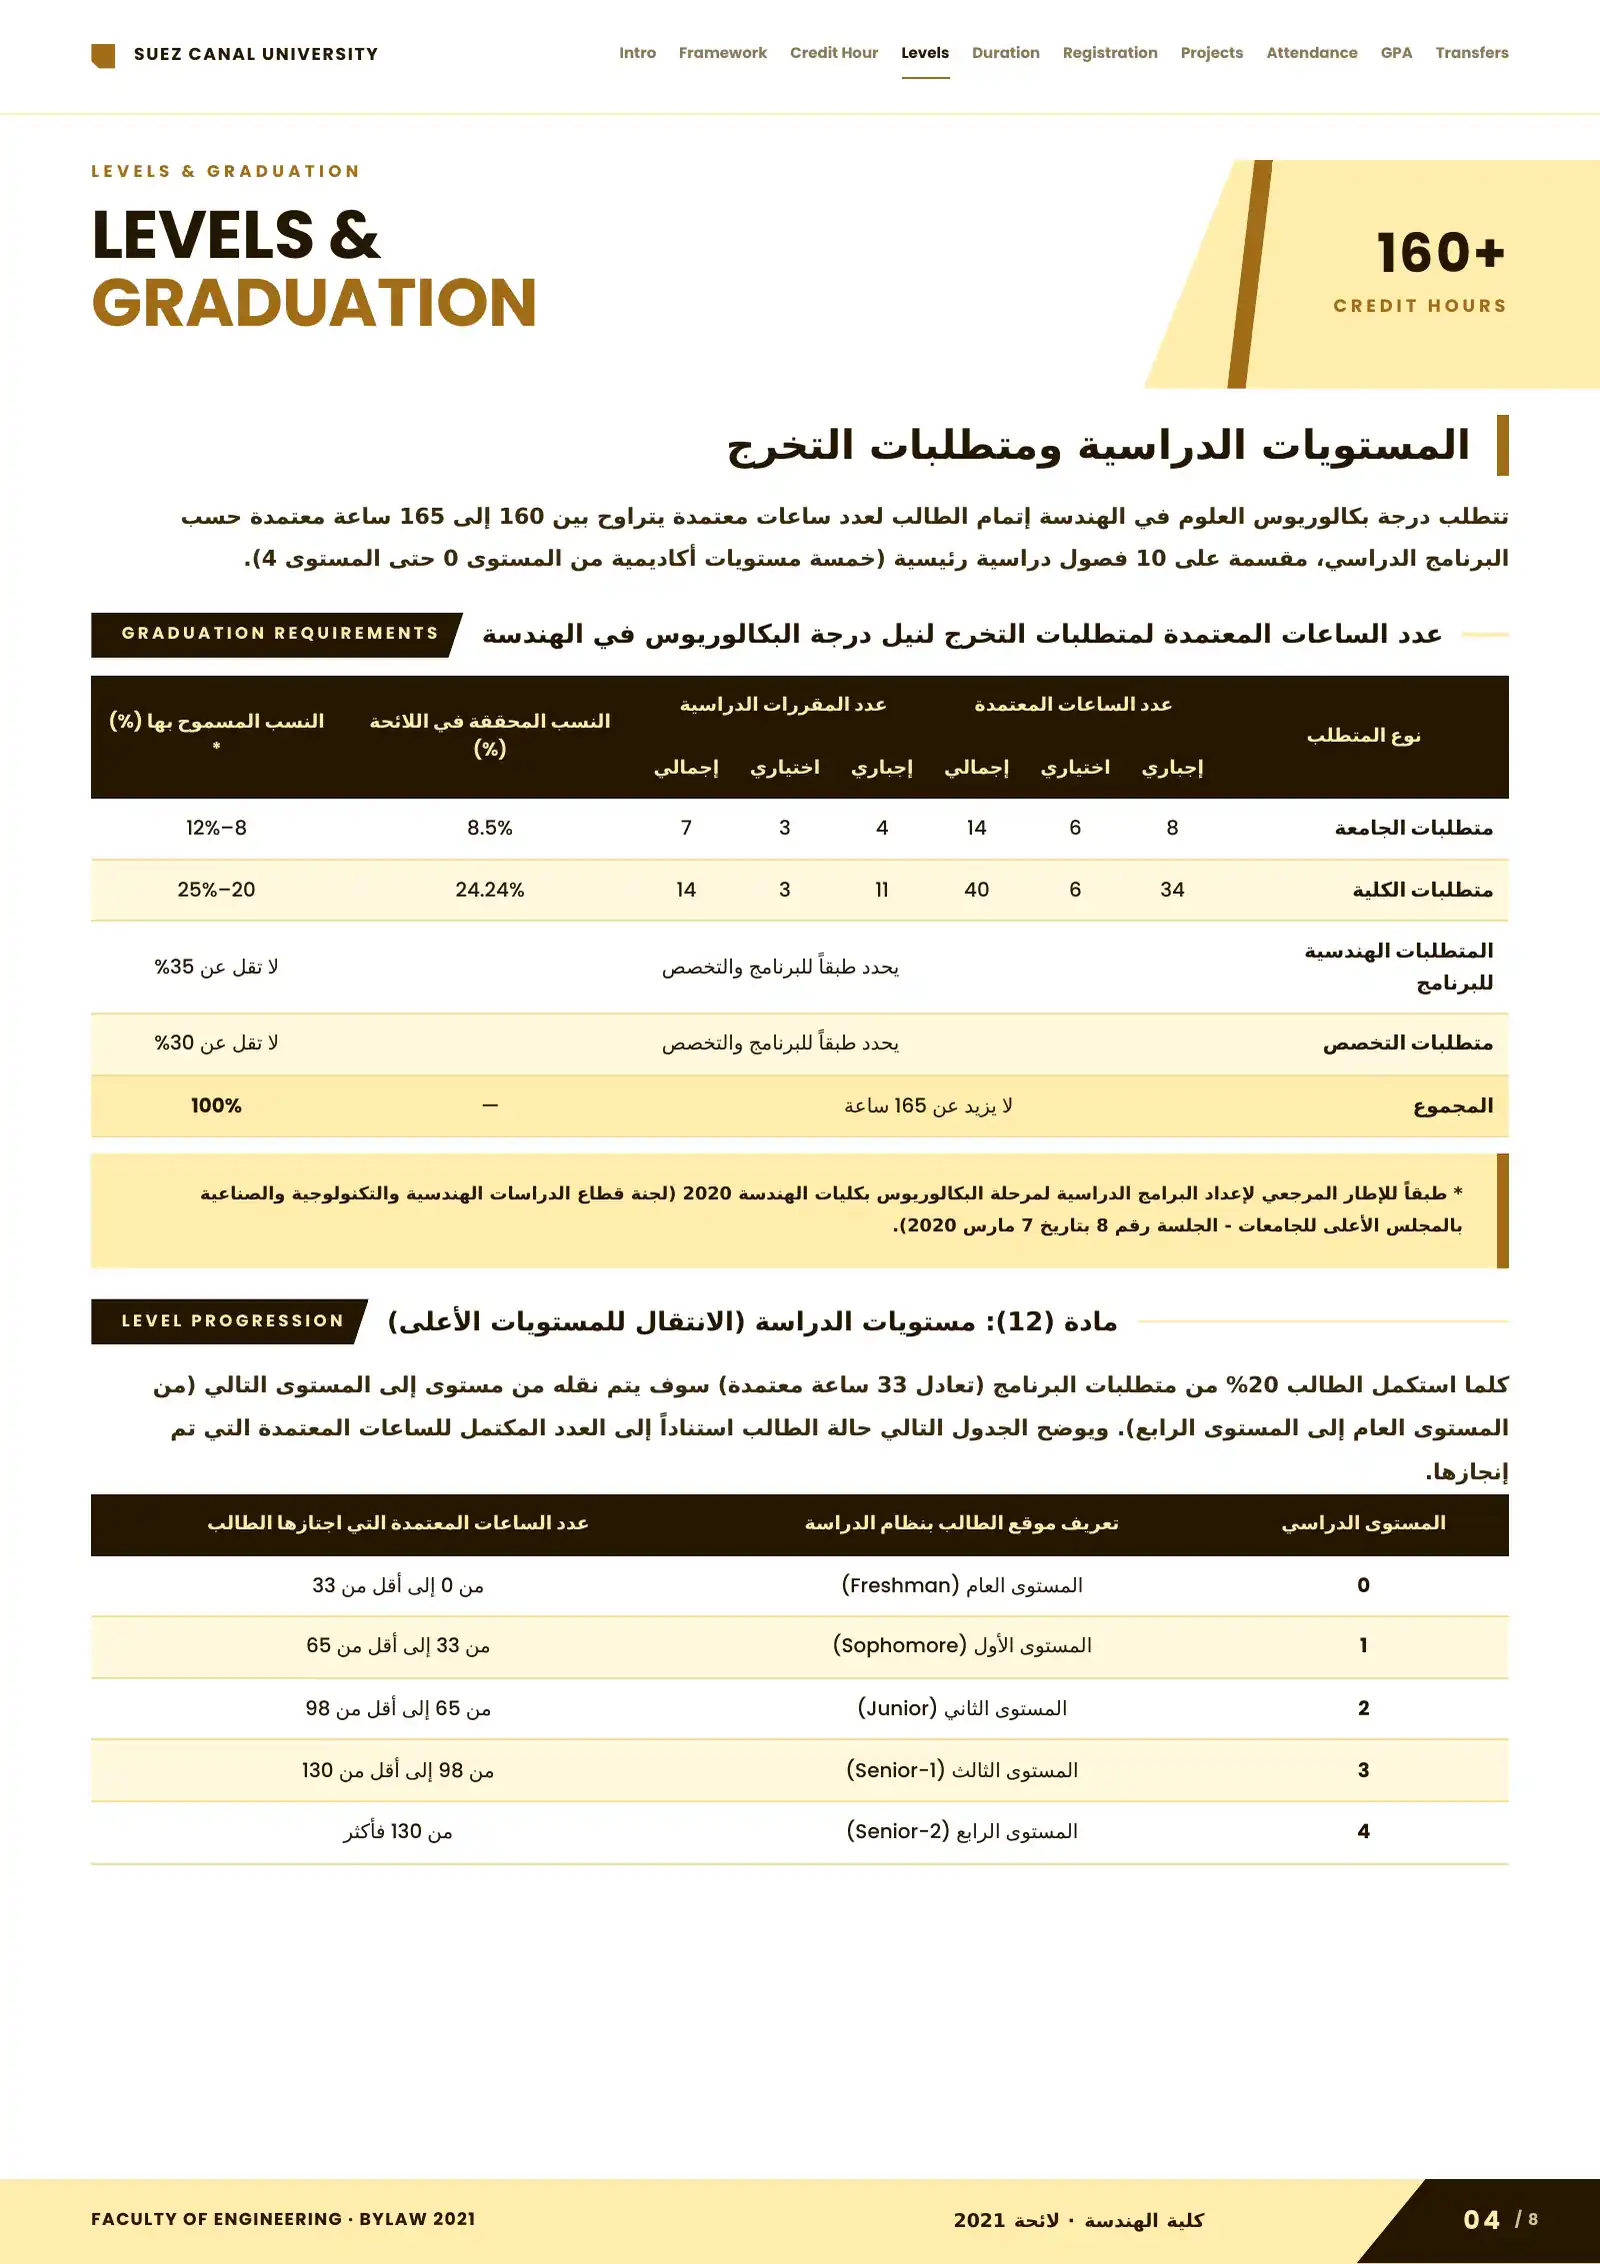 SUEZ CANAL UNIVERSITY
Intro Framework Credit Hour Levels Duration Registration Projects Attendance GPA Transfers
LEVELS & GRADUATION
LEVELS &
GRADUATION
160+
CREDIT HOURS
المستويات الدراسية ومتطلبات التخرج
تتطلب درجة بكالوريوس العلوم في الهندسة إتمام الطالب لعدد ساعات معتمدة يتراوح بين 160 إلى 165 ساعة معتمدة حسب
البرنامج الدراسي، مقسمة على 10 فصول دراسية رئيسية (خمسة مستويات أكاديمية من المستوى 0 حتى المستوى 4).
عدد الساعات المعتمدة لمتطلبات التخرج لنيل درجة البكالوريوس في الهندسة
GRADUATION REQUIREMENTS
نوع المتطلب عدد الساعات المعتمدة عدد المقررات الدراسية النسب المحققة في اللائحة (%) النسب المسموح بها (%) *
إجباري اختياري إجمالي إجباري اختياري إجمالي
متطلبات الجامعة 8 6 14 4 3 7 8.5% 8–12%
متطلبات الكلية 34 6 40 11 3 14 24.24% 20–25%
المتطلبات الهندسية للبرنامج يحدد طبقاً للبرنامج والتخصص لا تقل عن 35%
متطلبات التخصص يحدد طبقاً للبرنامج والتخصص لا تقل عن 30%
المجموع لا يزيد عن 165 ساعة — 100%
* طبقاً للإطار المرجعي لإعداد البرامج الدراسية لمرحلة البكالوريوس بكليات الهندسة 2020 (لجنة قطاع الدراسات الهندسية والتكنولوجية والصناعية
بالمجلس الأعلى للجامعات - الجلسة رقم 8 بتاريخ 7 مارس 2020).
مادة (12): مستويات الدراسة (الانتقال للمستويات الأعلى)
LEVEL PROGRESSION
كلما استكمل الطالب 20% من متطلبات البرنامج (تعادل 33 ساعة معتمدة) سوف يتم نقله من مستوى إلى المستوى التالي (من
المستوى العام إلى المستوى الرابع). ويوضح الجدول التالي حالة الطالب استناداً إلى العدد المكتمل للساعات المعتمدة التي تم
إنجازها.
المستوى الدراسي تعريف موقع الطالب بنظام الدراسة عدد الساعات المعتمدة التي اجتازها الطالب
0 المستوى العام (Freshman) من 0 إلى أقل من 33
1 المستوى الأول (Sophomore) من 33 إلى أقل من 65
2 المستوى الثاني (Junior) من 65 إلى أقل من 98
3 المستوى الثالث (Senior-1) من 98 إلى أقل من 130
4 المستوى الرابع (Senior-2) من 130 فأكثر
FACULTY OF ENGINEERING · BYLAW 2021
كلية الهندسة · لائحة 2021
04 / 8